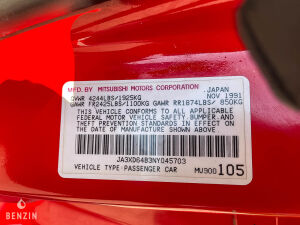 MFD BY: MITSUBISHI MOTORS CORPORATION, JAPAN
GVWR 4244LBS/1925KG NOV 1991
GAWR FR2425LBS/1100KG GAWR RR1874LBS/ 850KG
THIS VEHICLE CONFORMS TO ALL APPLICABLE
FEDERAL MOTOR VEHICLE SAFETY, BUMPER, AND
THEFT PREVENTION STANDARDS IN EFFECT ON
THE DATE OF MANUFACTURE SHOWN ABOVE
JA3XD64B3NY045703
VEHICLE TYPE: PASSENGER CAR MU900 105
BENZIN